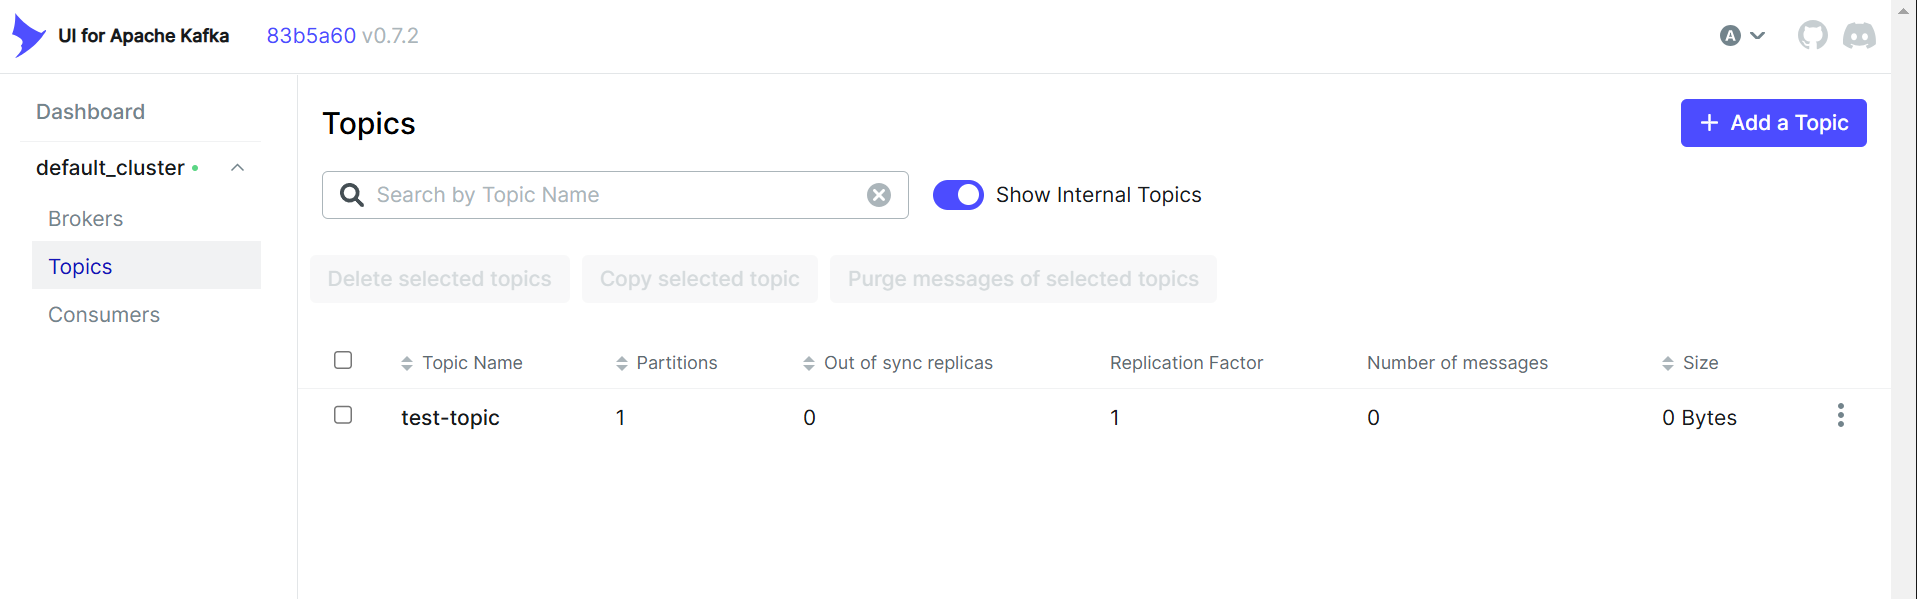 UI for Apache Kafka 83b5a60 v0.7.2 A
Dashboard
default_cluster
Brokers
Topics
Consumers
Topics
+ Add a Topic
Search by Topic Name
Show Internal Topics
Delete selected topics Copy selected topic Purge messages of selected topics
Topic Name Partitions Out of sync replicas Replication Factor Number of messages Size
test-topic 1 0 1 0 0 Bytes